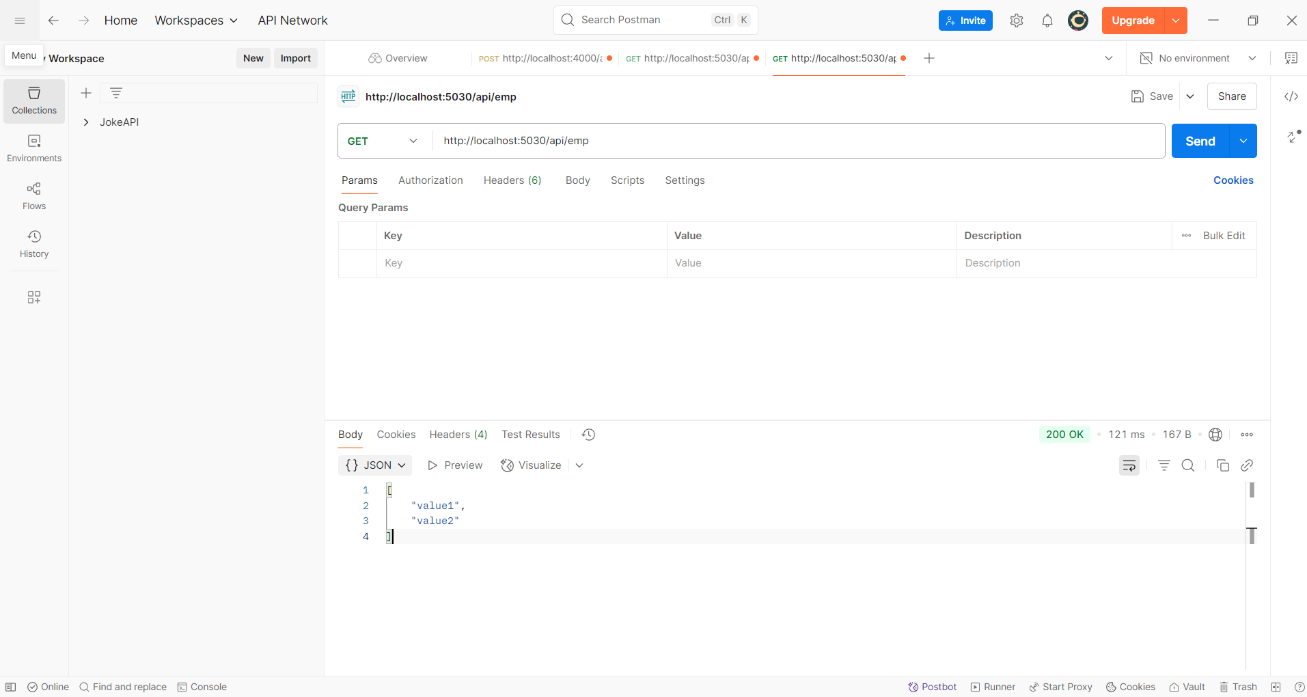 Home
Workspaces
API Network
Search Postman
Ctrl K
Invite
Upgrade
Menu
Workspace
New
Import
Overview
POST http://localhost:4000/
GET http://localhost:5030/ap
GET http://localhost:5030/ap
No environment
Collections
Environments
Flows
History
JokeAPI
HTTP
http://localhost:5030/api/emp
Save
Share
GET
http://localhost:5030/api/emp
Send
Params
Authorization
Headers (6)
Body
Scripts
Settings
Cookies
Query Params
Key Value Description Bulk Edit
Key Value Description
Body
Cookies
Headers (4)
Test Results
200 OK
121 ms
167 B
{} JSON
Preview
Visualize
1 [
2 "value1",
3 "value2"
4 ]
Online
Find and replace
Console
Postbot
Runner
Start Proxy
Cookies
Vault
Trash